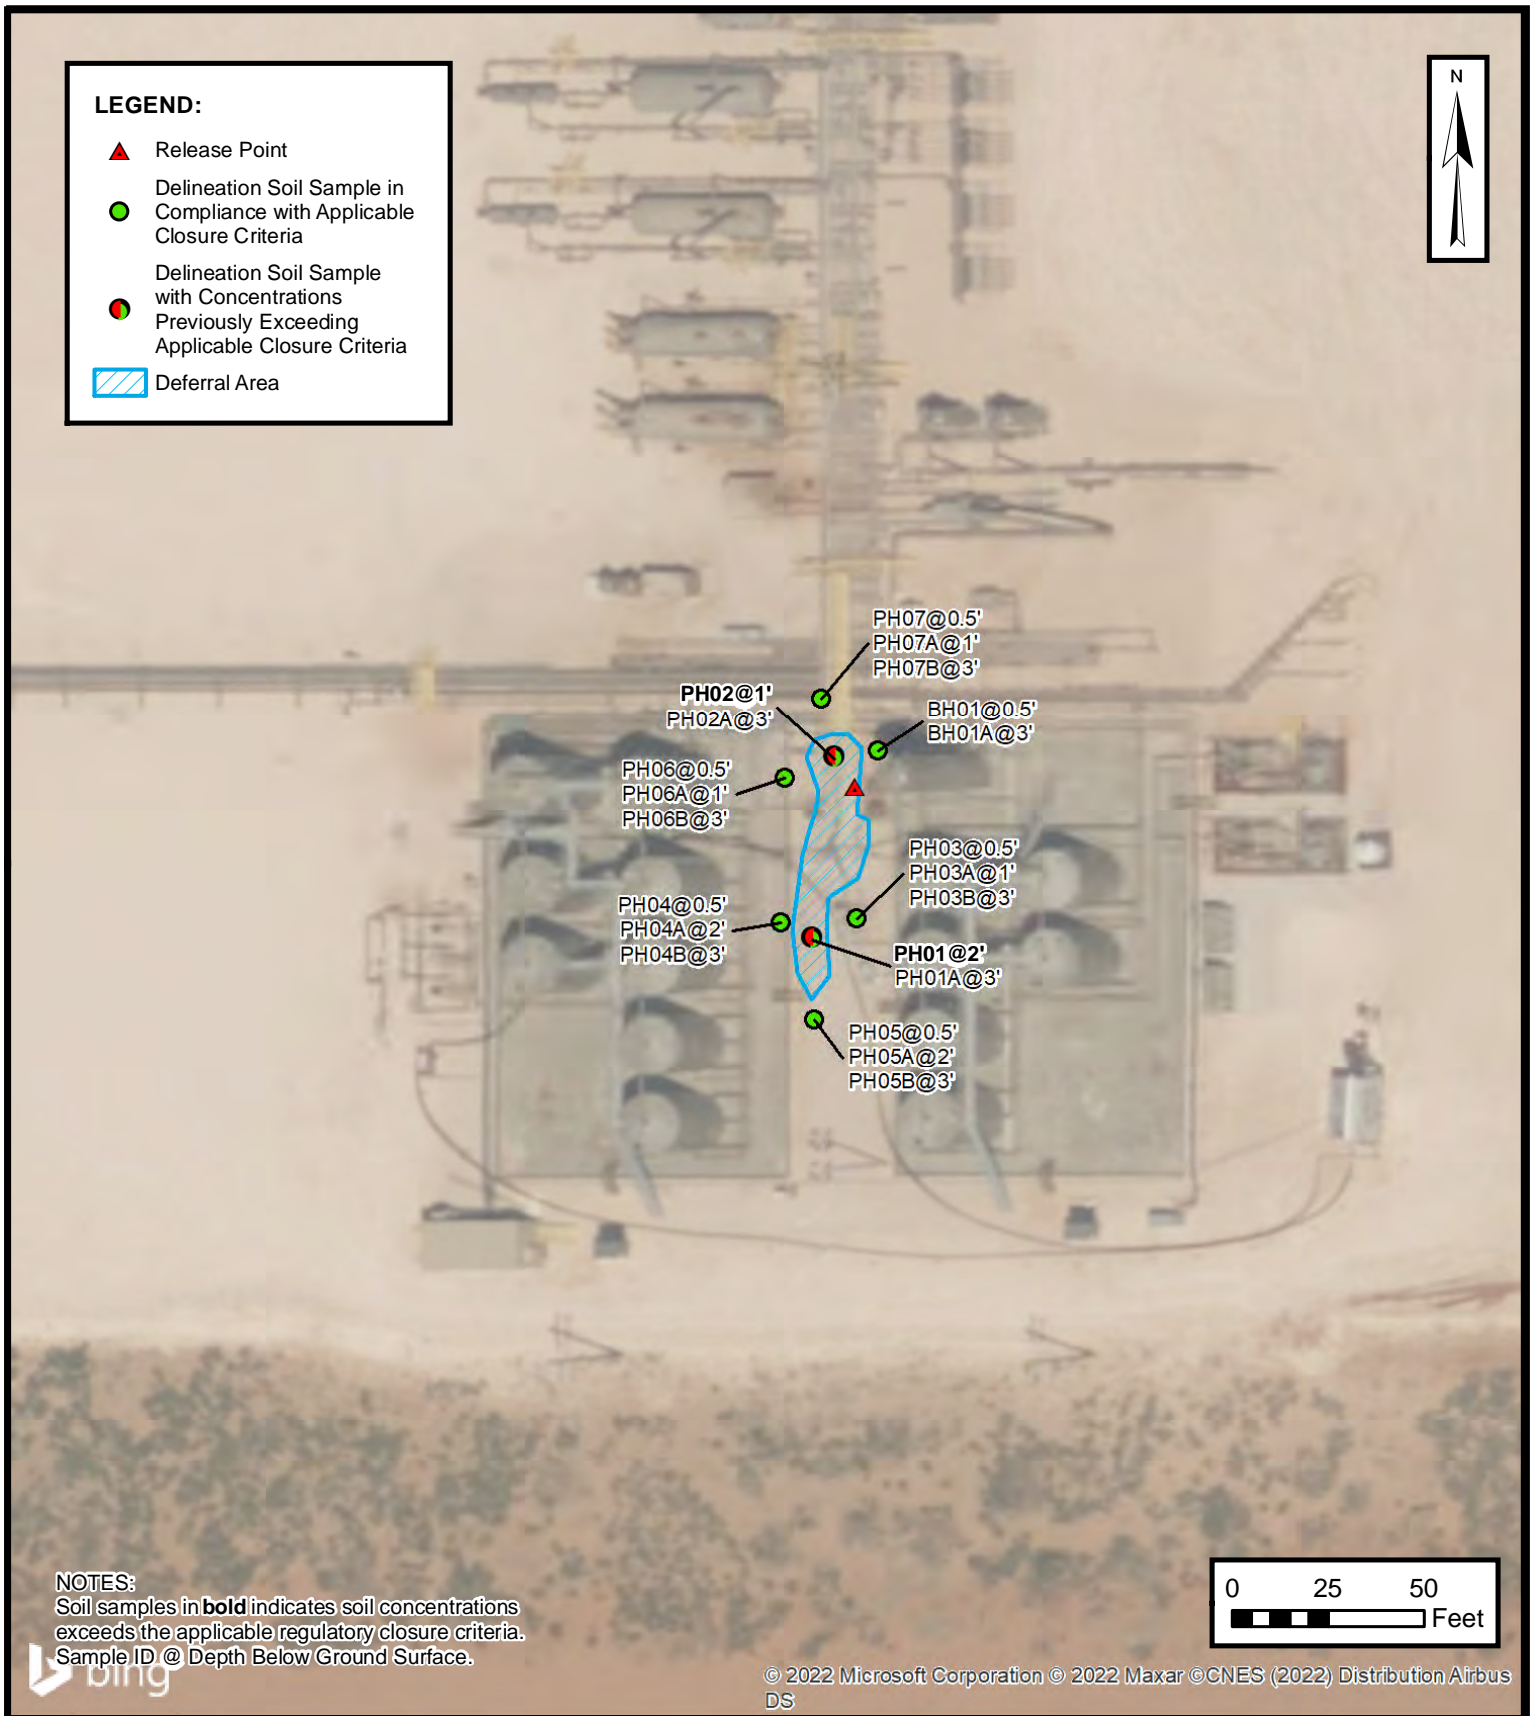 LEGEND:
Release Point
Delineation Soil Sample in
Compliance with Applicable
Closure Criteria
Delineation Soil Sample
with Concentrations
Previously Exceeding
Applicable Closure Criteria
Deferral Area
N
PH07@0.5'
PH07A@1'
PH07B@3'
PH02@1'
PH02A@3'
BH01@0.5'
BH01A@3'
PH06@0.5'
PH06A@1'
PH06B@3'
PH03@0.5'
PH03A@1'
PH03B@3'
PH04@0.5'
PH04A@2'
PH04B@3'
PH01@2'
PH01A@3'
PH05@0.5'
PH05A@2'
PH05B@3'
NOTES:
Soil samples in bold indicates soil concentrations
exceeds the applicable regulatory closure criteria.
Sample ID @ Depth Below Ground Surface.
bing
0 25 50
Feet
© 2022 Microsoft Corporation © 2022 Maxar ©CNES (2022) Distribution Airbus
DS